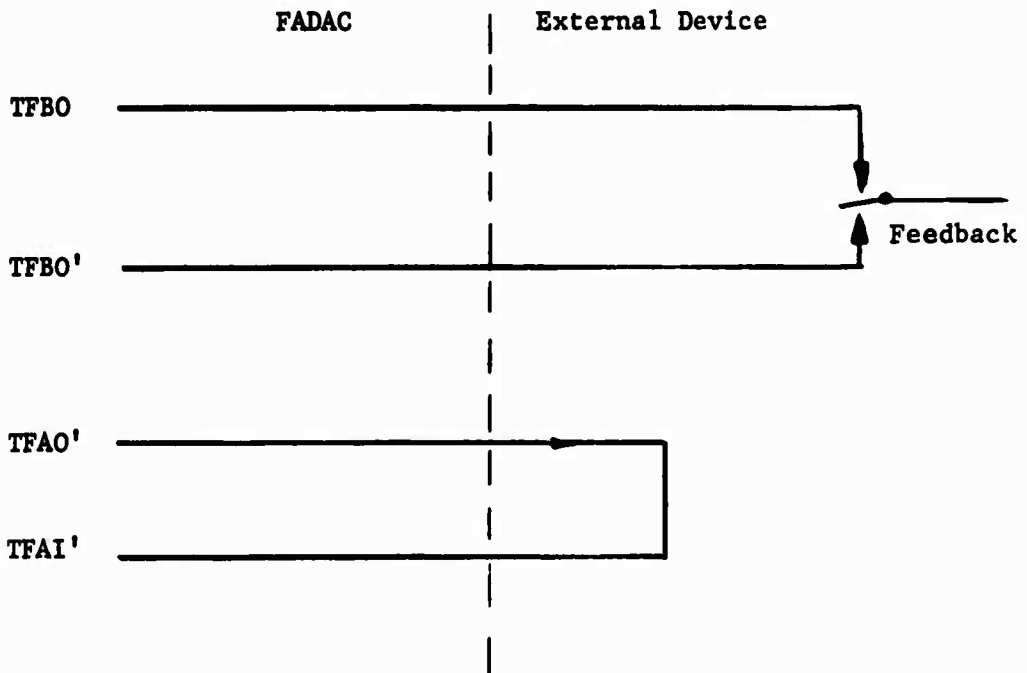 FADAC
External Device
TFBO
TFBO'
Feedback
TFAO'
TFAI'